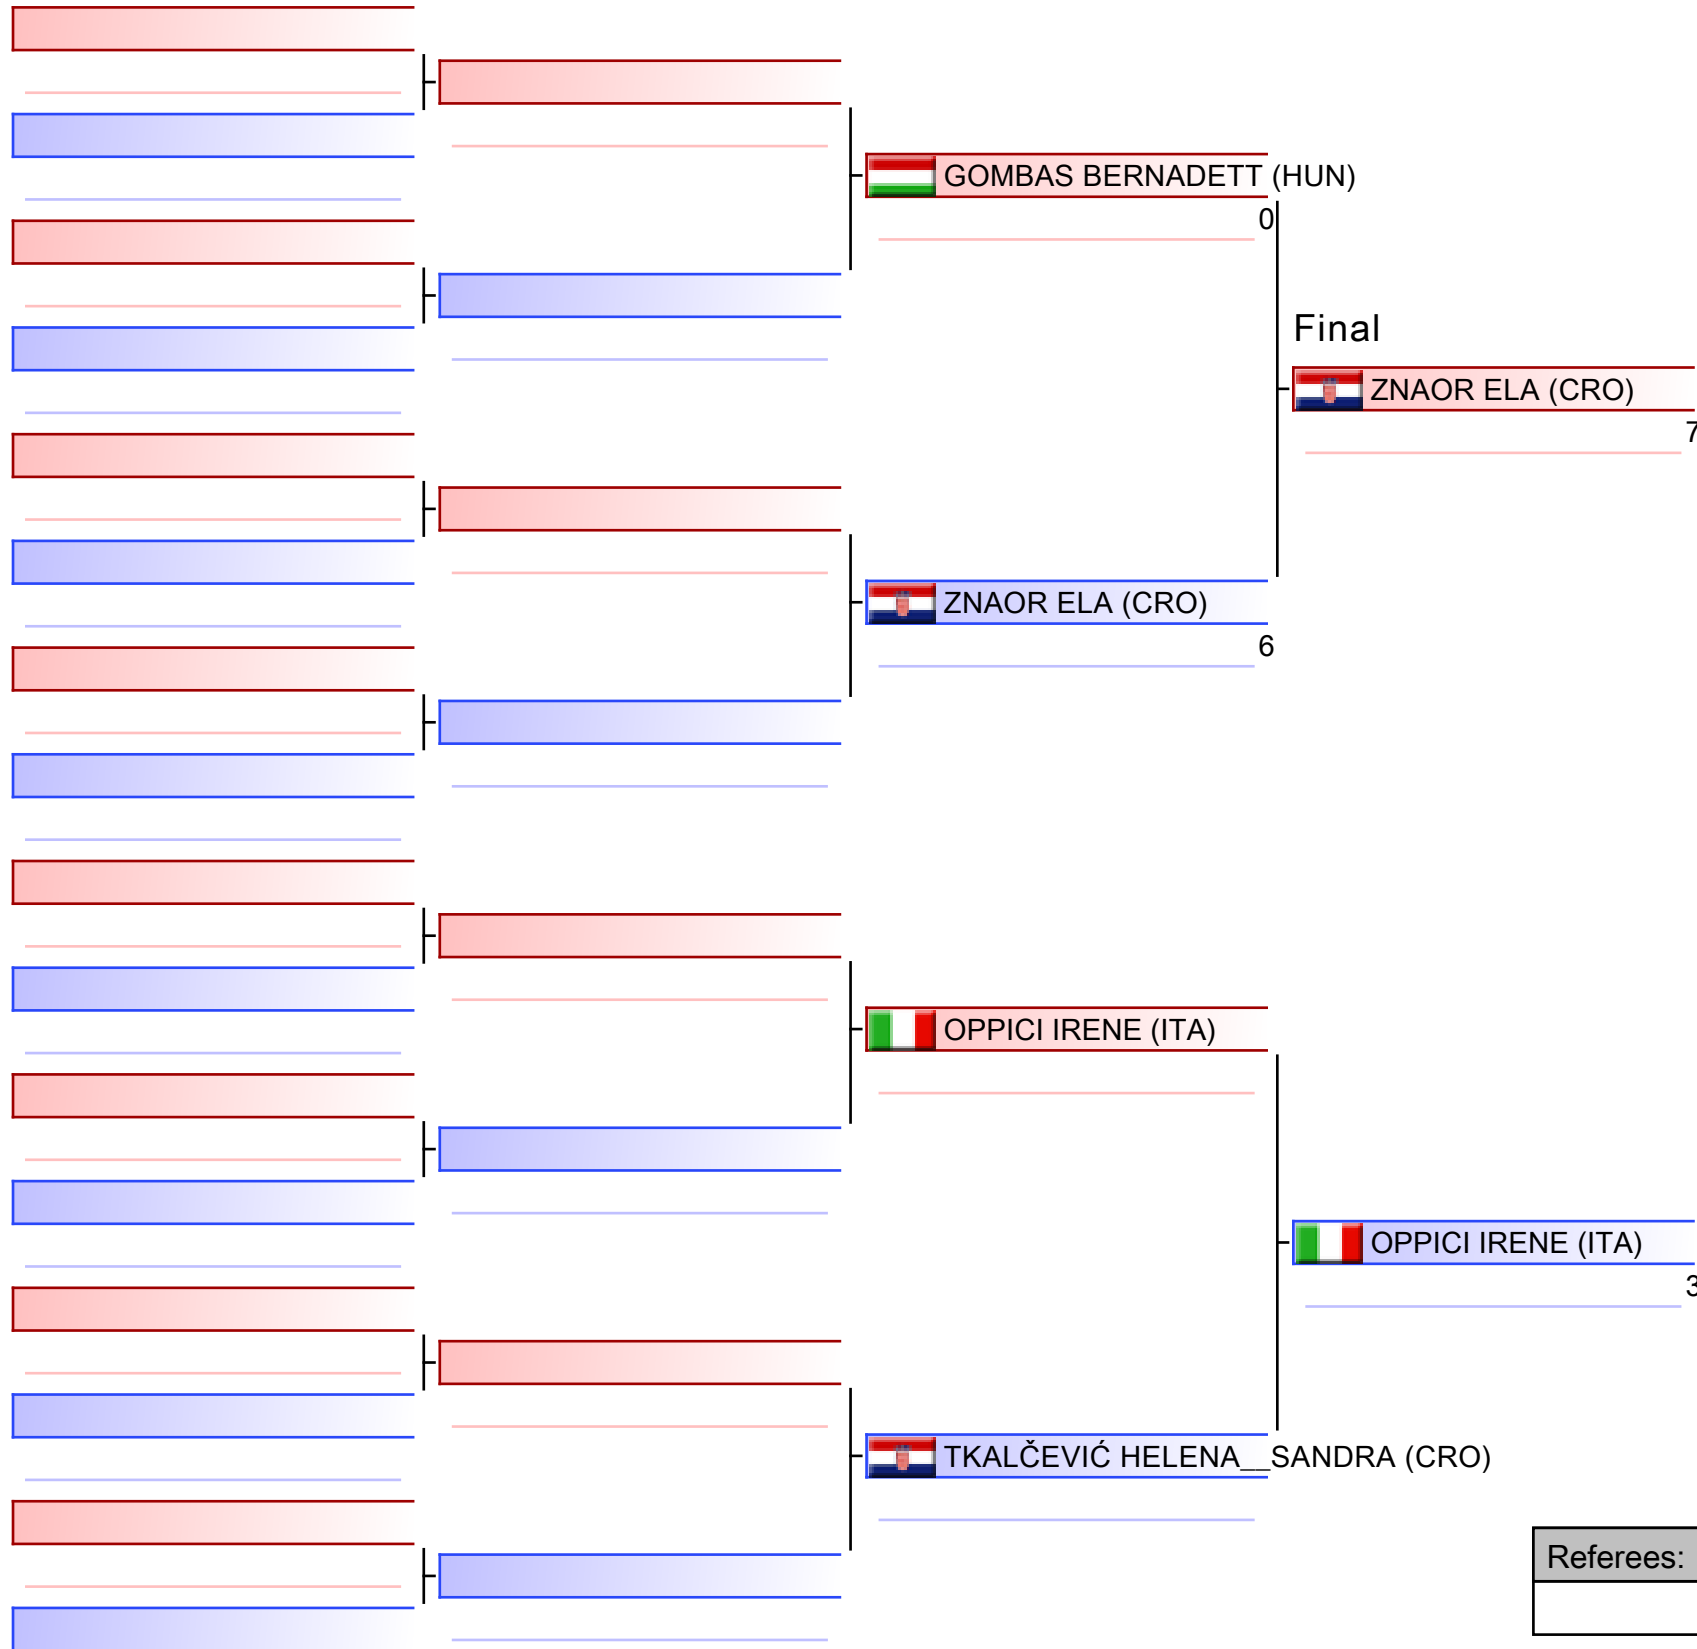 GOMBAS BERNADETT (HUN)
0
Final
ZNAOR ELA (CRO)
7
ZNAOR ELA (CRO)
6
OPPICI IRENE (ITA)
OPPICI IRENE (ITA)
3
TKALČEVIĆ HELENA__SANDRA (CRO)
Referees: